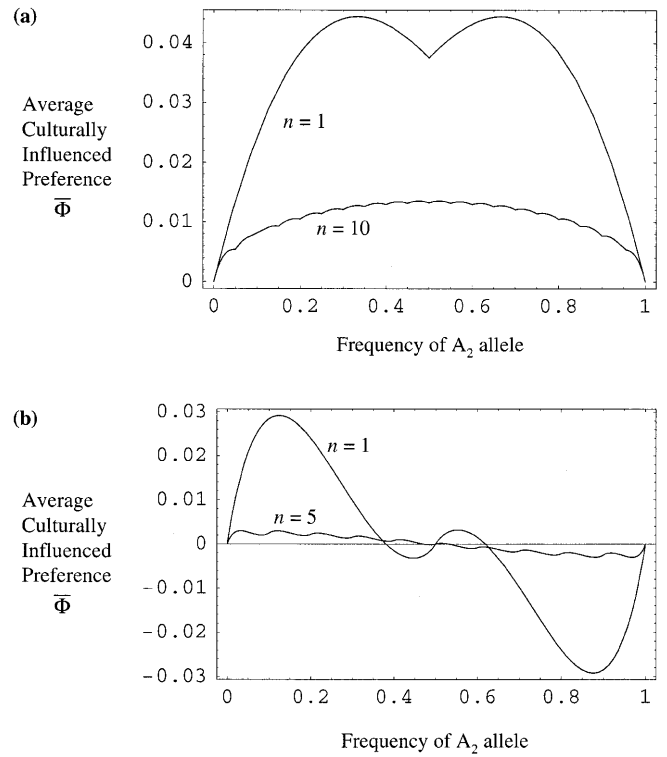 (a)
Average
Culturally
Influenced
Preference
Φ̅
0.04
0.03
0.02
0.01
0
n = 1
n = 10
0 0.2 0.4 0.6 0.8 1
Frequency of A₂ allele
(b)
Average
Culturally
Influenced
Preference
Φ̅
0.03
0.02
0.01
0
-0.01
-0.02
-0.03
n = 1
n = 5
0 0.2 0.4 0.6 0.8 1
Frequency of A₂ allele